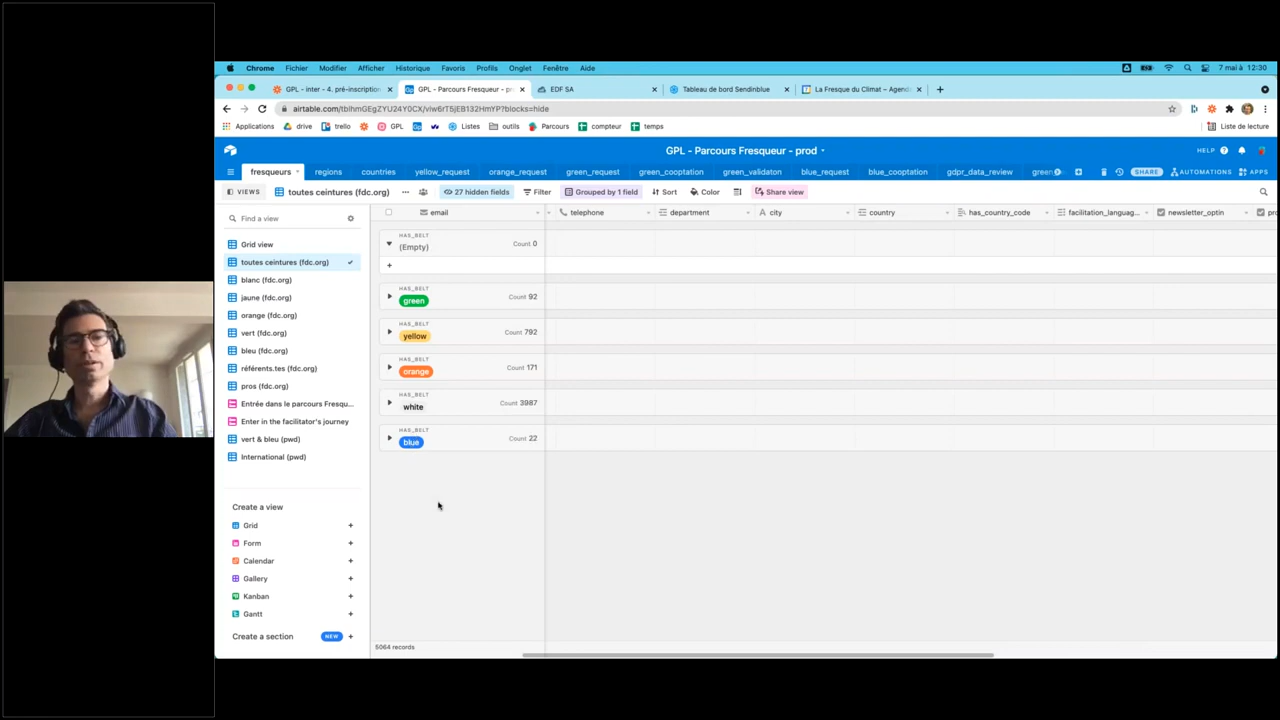 Chrome Fichier Modifier Afficher Historique Favoris Profils Onglet Fenêtre Aide 7 mai à 12:30
GPL - inter - 4. pré-inscription GPL - Parcours Fresqueur - pr EDF SA Tableau de bord Sendinblue La Fresque du Climat – Agenda
airtable.com/tblhmGEgZYU24Y0CX/viw6rT5jEB132HmYP?blocks=hide
Applications drive trello GPL Listes outils Parcours compteur temps Liste de lecture
GPL - Parcours Fresqueur - prod HELP
fresqueurs regions countries yellow_request orange_request green_request green_cooptation green_validaton blue_request blue_cooptation gdpr_data_review green SHARE AUTOMATIONS APPS
VIEWS toutes ceintures (fdc.org) 27 hidden fields Filter Grouped by 1 field Sort Color Share view
Find a view
email telephone department city country has_country_code facilitation_languag... newsletter_optin
Grid view
toutes ceintures (fdc.org)
blanc (fdc.org)
jaune (fdc.org)
orange (fdc.org)
vert (fdc.org)
bleu (fdc.org)
référents.tes (fdc.org)
pros (fdc.org)
Entrée dans le parcours Fresqu...
Enter in the facilitator's journey
vert & bleu (pwd)
International (pwd)
Create a view
Grid
Form
Calendar
Gallery
Kanban
Gantt
Create a section NEW
HAS_BELT
(Empty) Count 0
HAS_BELT
green Count 92
HAS_BELT
yellow Count 792
HAS_BELT
orange Count 171
HAS_BELT
white Count 3987
HAS_BELT
blue Count 22
5064 records